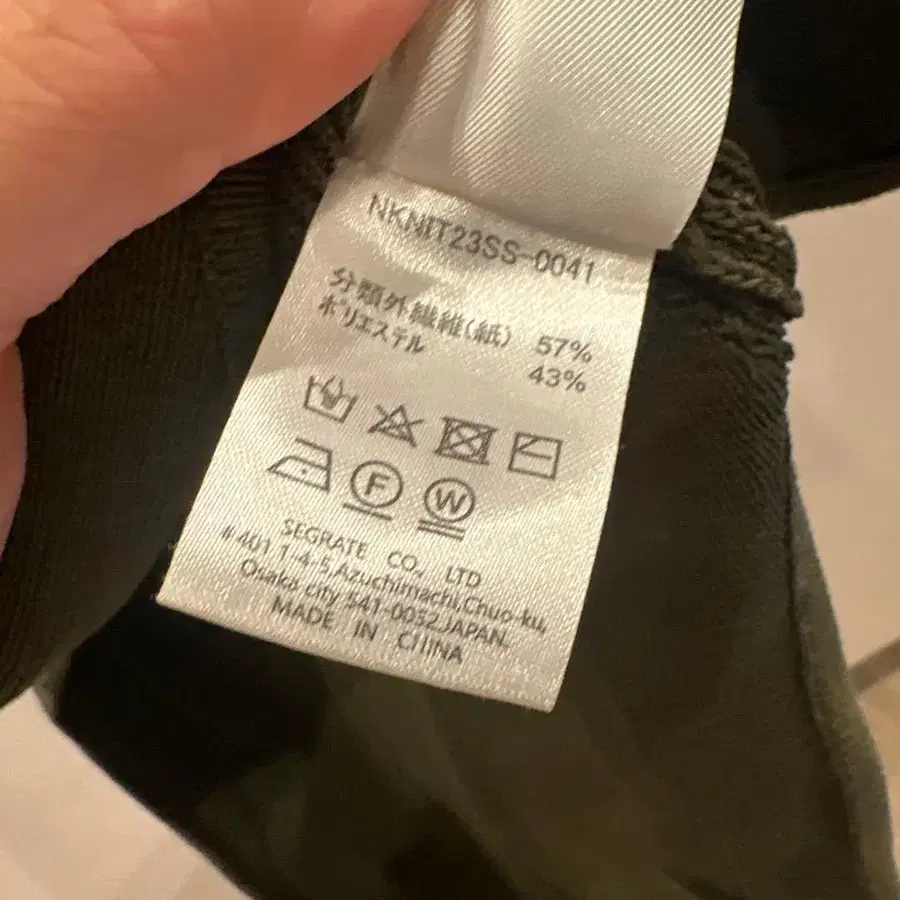 NKNIT23SS-0041
分類外繊維(紙) 57%
ポリエステル 43%
F W
SEGRATE CO., LTD
#401 1-4-5,Azuchimachi,Chuo-ku,
Osaka-city 541-0052,JAPAN.
MADE IN CHINA